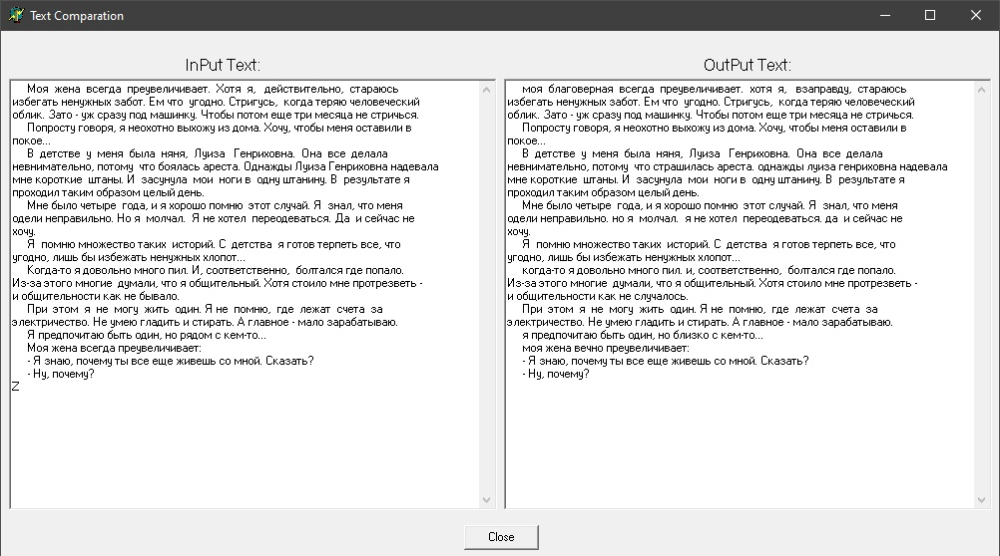 Text Comparation
InPut Text:
Моя жена всегда преувеличивает. Хотя я, действительно, стараюсь
избегать ненужных забот. Ем что угодно. Стригусь, когда теряю человеческий
облик. Зато - уж сразу под машинку. Чтобы потом еще три месяца не стричься.
Попросту говоря, я неохотно выхожу из дома. Хочу, чтобы меня оставили в
покое...
В детстве у меня была няня, Луиза Генриховна. Она все делала
невнимательно, потому что боялась ареста. Однажды Луиза Генриховна надевала
мне короткие штаны. И засунула мои ноги в одну штанину. В результате я
проходил таким образом целый день.
Мне было четыре года, и я хорошо помню этот случай. Я знал, что меня
одели неправильно. Но я молчал. Я не хотел переодеваться. Да и сейчас не
хочу.
Я помню множество таких историй. С детства я готов терпеть все, что
угодно, лишь бы избежать ненужных хлопот...
Когда-то я довольно много пил. И, соответственно, болтался где попало.
Из-за этого многие думали, что я общительный. Хотя стоило мне протрезветь -
и общительности как не бывало.
При этом я не могу жить один. Я не помню, где лежат счета за
электричество. Не умею гладить и стирать. А главное - мало зарабатываю.
Я предпочитаю быть один, но рядом с кем-то...
Моя жена всегда преувеличивает:
- Я знаю, почему ты все еще живешь со мной. Сказать?
- Ну, почему?
Z
OutPut Text:
моя благоверная всегда преувеличивает. хотя я, взаправду, стараюсь
избегать ненужных забот. Ем что угодно. Стригусь, когда теряю человеческий
облик. Зато - уж сразу под машинку. Чтобы потом еще три месяца не стричься.
Попросту говоря, я неохотно выхожу из дома. Хочу, чтобы меня оставили в
покое...
В детстве у меня была няня, Луиза Генриховна. Она все делала
невнимательно, потому что страшилась ареста. однажды луиза генриховна надевала
мне короткие штаны. И засунула мои ноги в одну штанину. В результате я
проходил таким образом целый день.
Мне было четыре года, и я хорошо помню этот случай. Я знал, что меня
одели неправильно. но я молчал. я не хотел переодеваться. да и сейчас не
хочу.
Я помню множество таких историй. С детства я готов терпеть все, что
угодно, лишь бы избежать ненужных хлопот...
когда-то я довольно много пил. и, соответственно, болтался где попало.
Из-за этого многие думали, что я общительный. Хотя стоило мне протрезветь -
и общительности как не случалось.
При этом я не могу жить один. Я не помню, где лежат счета за
электричество. Не умею гладить и стирать. А главное - мало зарабатываю.
я предпочитаю быть один, но близко с кем-то...
моя жена вечно преувеличивает:
- Я знаю, почему ты все еще живешь со мной. Сказать?
- Ну, почему?
Close